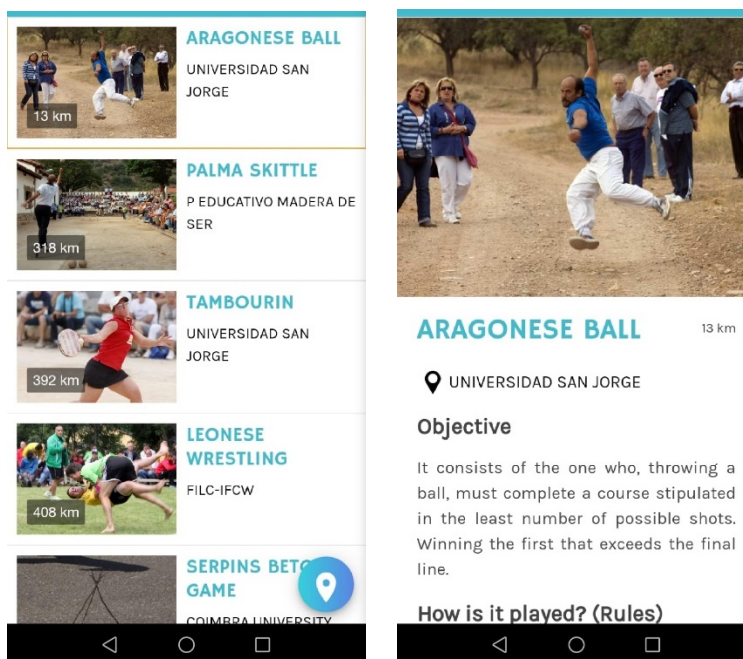 ARAGONESE BALL
UNIVERSIDAD SAN
JORGE
13 km
PALMA SKITTLE
P EDUCATIVO MADERA DE
SER
318 km
TAMBOURIN
UNIVERSIDAD SAN
JORGE
392 km
LEONESE
WRESTLING
FILC-IFCW
408 km
SERPINS BET
GAME
COIMBRA UNIVERSITY
ARAGONESE BALL
13 km
UNIVERSIDAD SAN JORGE
Objective
It consists of the one who, throwing a
ball, must complete a course stipulated
in the least number of possible shots.
Winning the first that exceeds the final
line.
How is it played? (Rules)